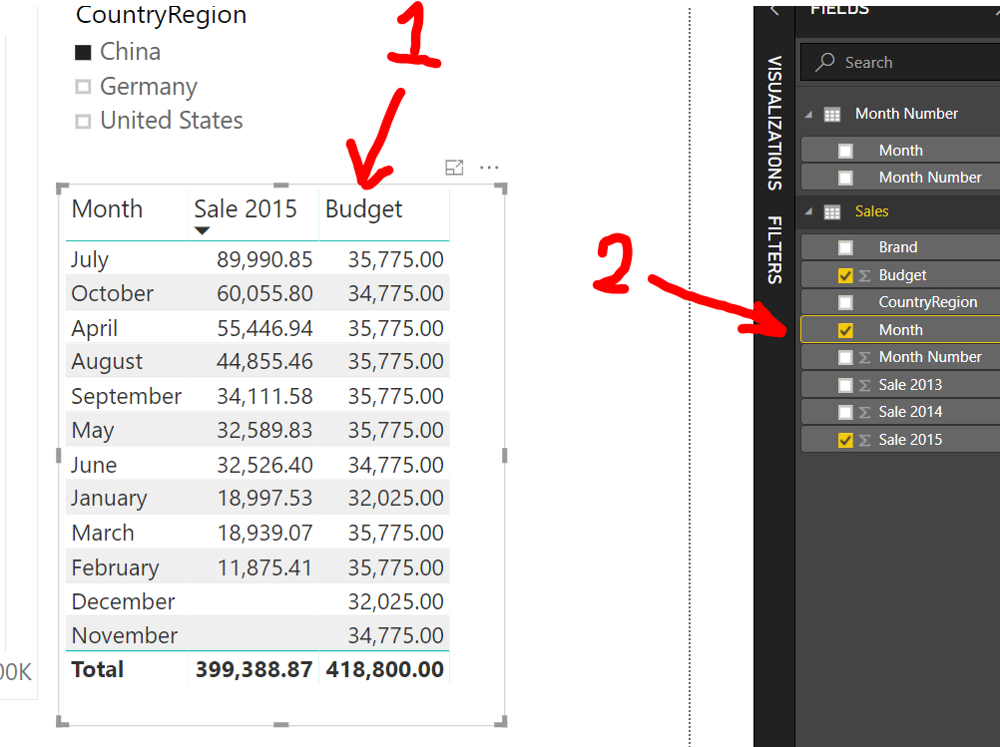 CountryRegion
China
Germany
United States
1
Month Sale 2015 Budget
July 89,990.85 35,775.00
October 60,055.80 34,775.00
April 55,446.94 35,775.00
August 44,855.46 35,775.00
September 34,111.58 35,775.00
May 32,589.83 35,775.00
June 32,526.40 34,775.00
January 18,997.53 32,025.00
March 18,939.07 35,775.00
February 11,875.41 35,775.00
December 32,025.00
November 34,775.00
Total 399,388.87 418,800.00
00K
2
VISUALIZATIONS
FILTERS
FIELDS
Search
Month Number
Month
Month Number
Sales
Brand
Σ Budget
CountryRegion
Month
Σ Month Number
Σ Sale 2013
Σ Sale 2014
Σ Sale 2015